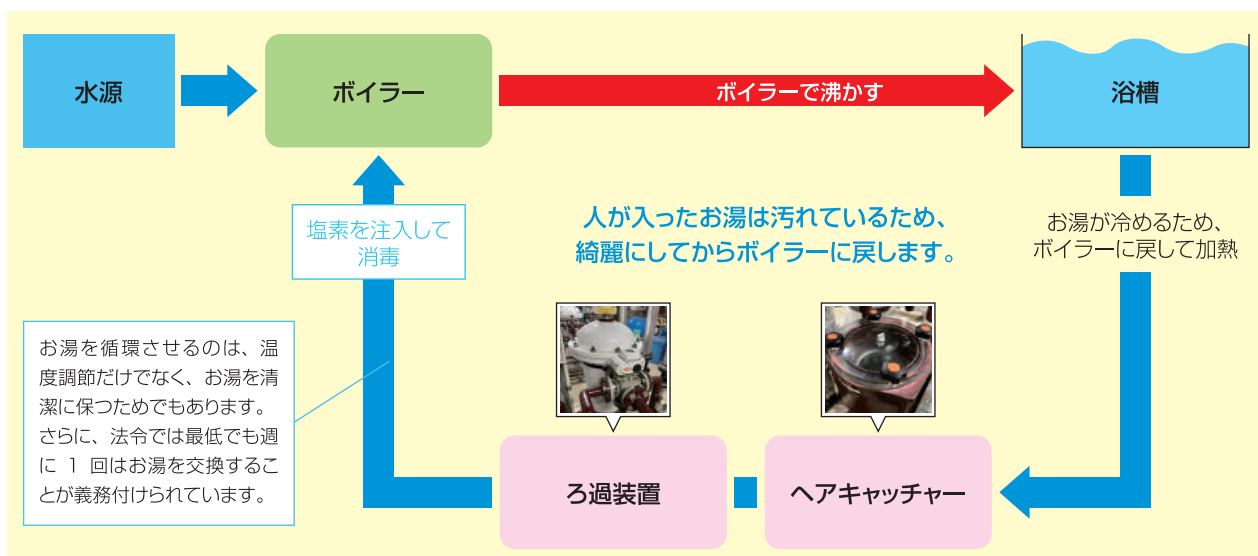 水源
ボイラー
ボイラーで沸かす
浴槽
塩素を注入して
消毒
人が入ったお湯は汚れているため、
綺麗にしてからボイラーに戻します。
お湯が冷めるため、
ボイラーに戻して加熱
お湯を循環させるのは、温
度調節だけでなく、お湯を清
潔に保つためでもあります。
さらに、法令では最低でも週
に 1 回はお湯を交換するこ
とが義務付けられています。
ろ過装置
ヘアキャッチャー